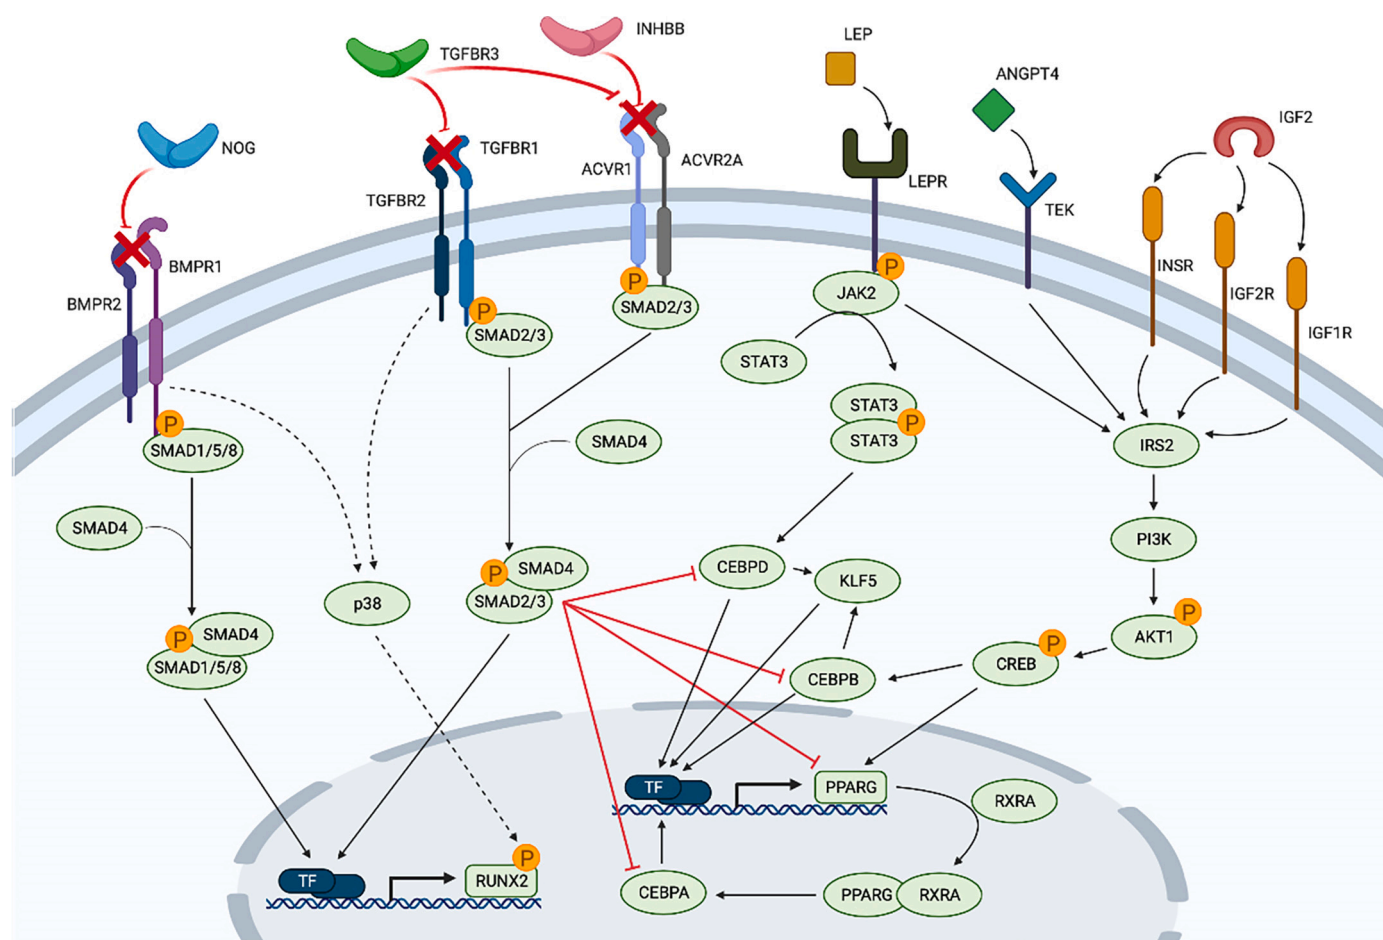 INHBB
LEP
TGFBR3
ANGPT4
IGF2
NOG
TGFBR1
ACVR1
ACVR2A
LEPR
TGFBR2
TEK
BMPR1
INSR
P
P
BMPR2
JAK2
IGF2R
P
SMAD2/3
SMAD2/3
IGF1R
STAT3
STAT3
P
P
STAT3
SMAD4
IRS2
SMAD1/5/8
SMAD4
PI3K
SMAD4
CEBPD
P
KLF5
p38
SMAD2/3
P
SMAD4
P
AKT1
P
CREB
SMAD1/5/8
CEBPB
TF
PPARG
RXRA
P
TF
RUNX2
CEBPA
PPARG
RXRA